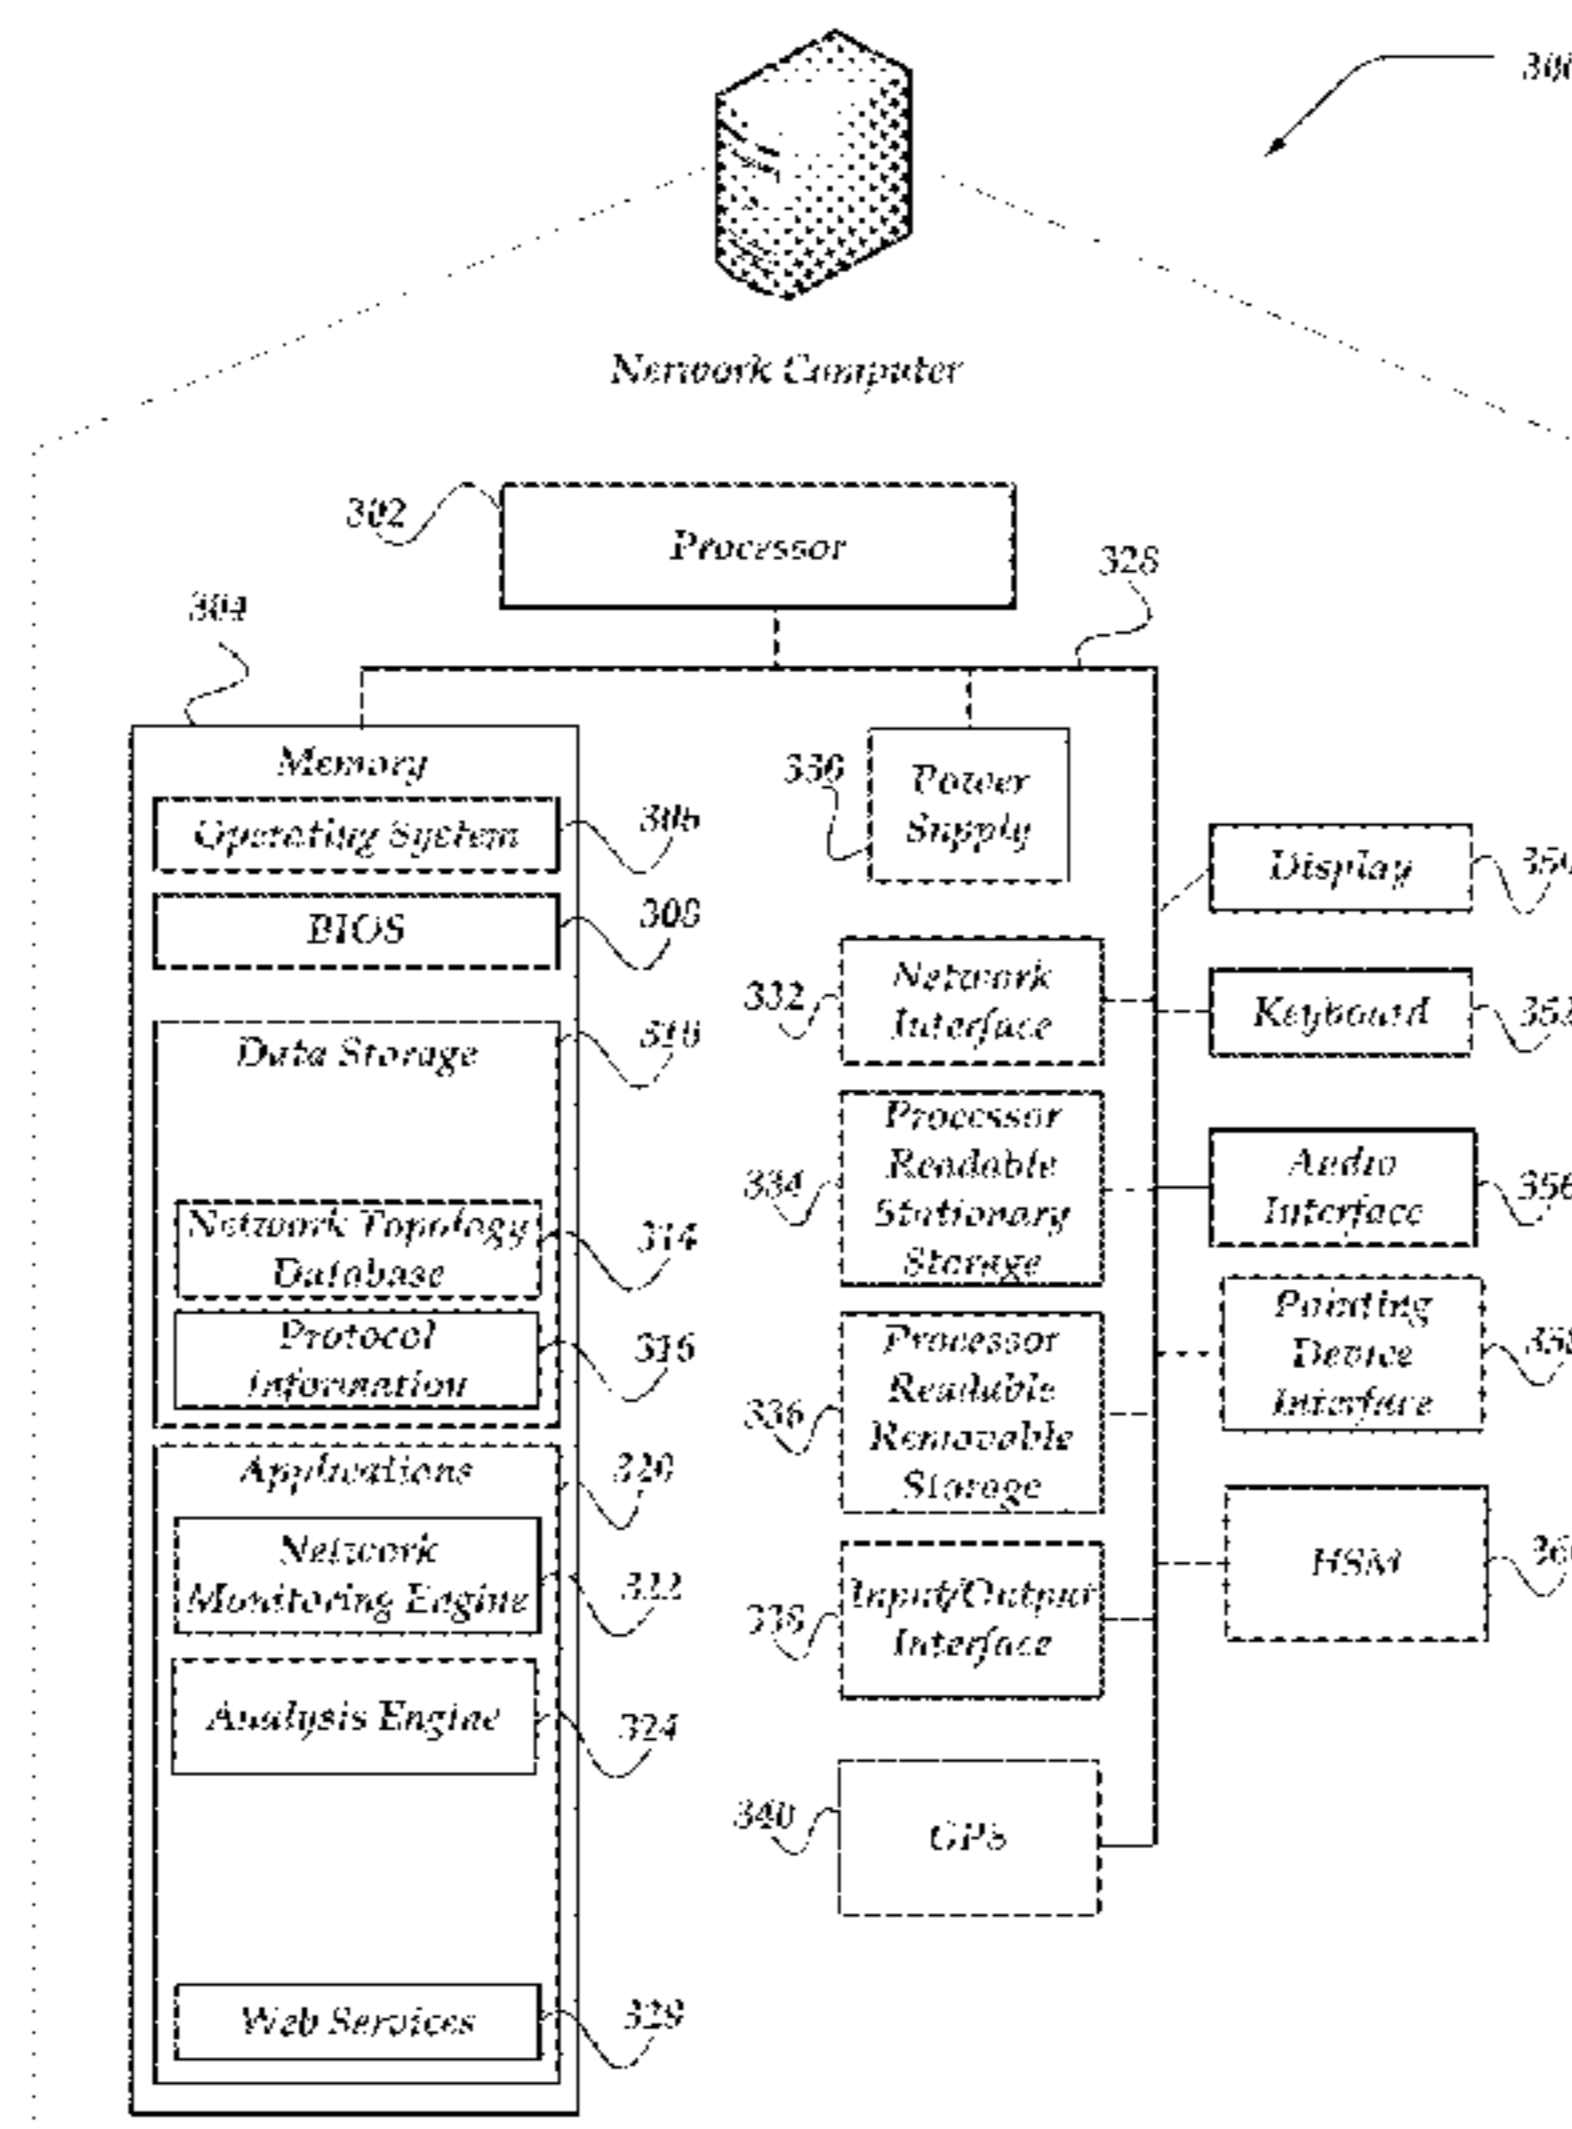 Network Computer
302
Processor
328
304
Memory
Operating System
306
BIOS
308
Data Storage
310
Network Topology
Database
314
Protocol
Information
316
Applications
320
Network
Monitoring Engine
322
Analysis Engine
324
Web Services
329
330
Power
Supply
332
Network
Interface
334
Processor
Readable
Stationary
Storage
336
Processor
Readable
Removable
Storage
338
Input/Output
Interface
340
GPS
Display
Keyboard
Audio
Interface
Pointing
Device
Interface
HSM